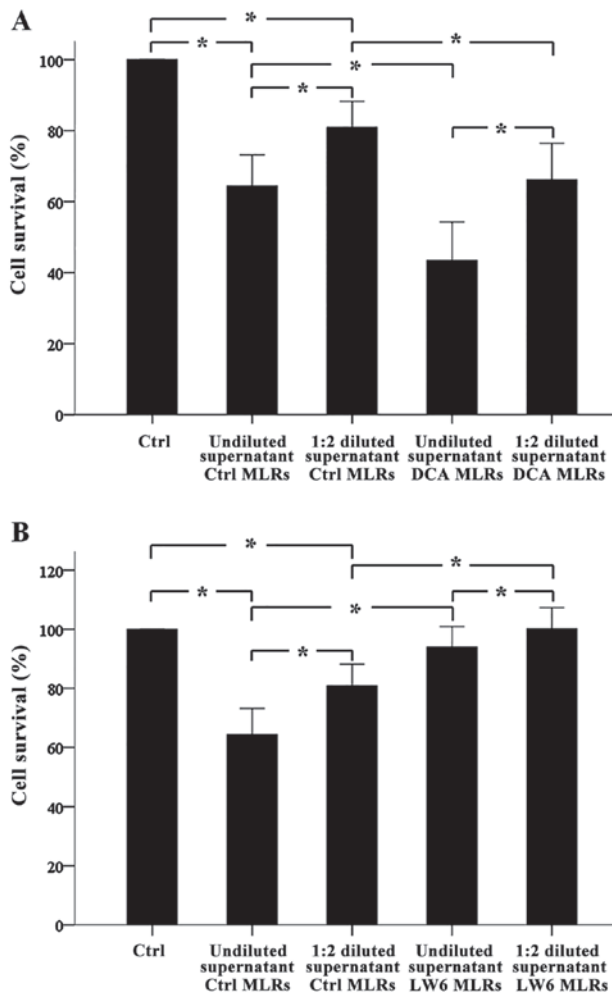 A
Cell survival (%)
100
80
60
40
20
0
*
*
*
*
*
*
Ctrl
Undiluted supernatant Ctrl MLRs
1:2 diluted supernatant Ctrl MLRs
Undiluted supernatant DCA MLRs
1:2 diluted supernatant DCA MLRs
B
Cell survival (%)
120
100
80
60
40
20
0
*
*
*
*
*
*
Ctrl
Undiluted supernatant Ctrl MLRs
1:2 diluted supernatant Ctrl MLRs
Undiluted supernatant LW6 MLRs
1:2 diluted supernatant LW6 MLRs